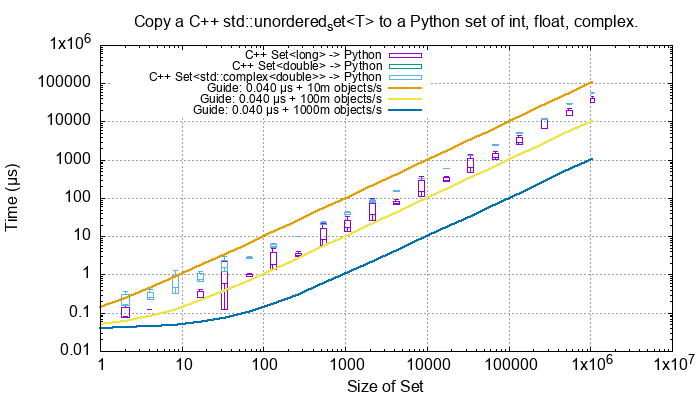 Copy a C++ std::unordered_set<T> to a Python set of int, float, complex.
1x10^6
100000
10000
1000
100
10
1
0.1
0.01
Time (µs)
C++ Set<long> -> Python
C++ Set<double> -> Python
C++ Set<std::complex<double>> -> Python
Guide: 0.040 µs + 10m objects/s
Guide: 0.040 µs + 100m objects/s
Guide: 0.040 µs + 1000m objects/s
1 10 100 1000 10000 100000 1x10^6 1x10^7
Size of Set